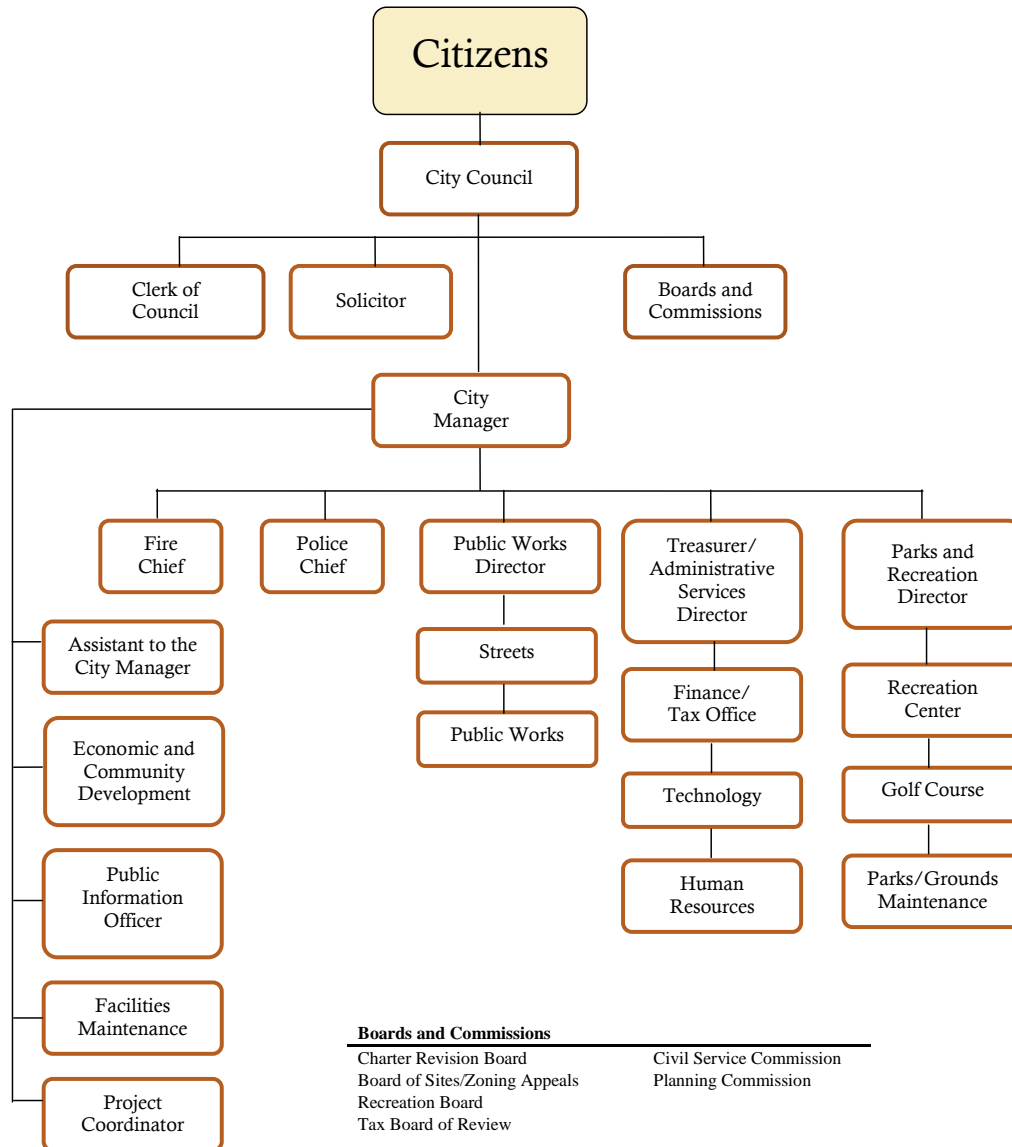 Citizens
City Council
Clerk of
Council
Solicitor
Boards and
Commissions
City
Manager
Fire
Chief
Police
Chief
Public Works
Director
Treasurer/
Administrative
Services
Director
Parks and
Recreation
Director
Assistant to the
City Manager
Streets
Finance/
Tax Office
Recreation
Center
Public Works
Economic and
Community
Development
Technology
Golf Course
Public
Information
Officer
Human
Resources
Parks/Grounds
Maintenance
Facilities
Maintenance
Project
Coordinator
Boards and Commissions
Charter Revision Board
Civil Service Commission
Board of Sites/Zoning Appeals
Planning Commission
Recreation Board
Tax Board of Review